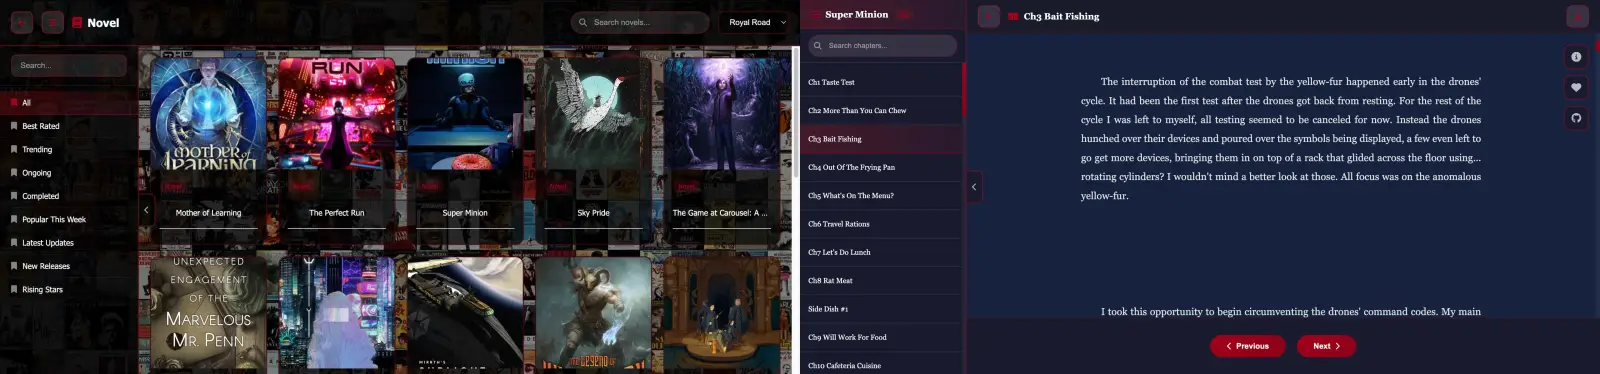 Novel
Search novels...
Royal Road
Search...
All
Best Rated
Trending
Ongoing
Completed
Popular This Week
Latest Updates
New Releases
Rising Stars
MOTHER of
LEARNING
RUN
Novel
Mother of Learning
Novel
The Perfect Run
Novel
Super Minion
Novel
Sky Pride
Novel
The Game at Carousel: A ...
UNEXPECTED
ENGAGEMENT
OF THE
MARVELOUS
MR. PENN
LEGEND
Super Minion
Search chapters...
Ch1 Taste Test
Ch2 More Than You Can Chew
Ch3 Bait Fishing
Ch4 Out Of The Frying Pan
Ch5 What's On The Menu?
Ch6 Travel Rations
Ch7 Let's Do Lunch
Ch8 Rat Meat
Side Dish #1
Ch9 Will Work For Food
Ch10 Cafeteria Cuisine
Ch3 Bait Fishing
The interruption of the combat test by the yellow-fur happened early in the drones'
cycle. It had been the first test after the drones got back from resting. For the rest of the
cycle I was left to myself, all testing seemed to be canceled for now. Instead the drones
hunched over their devices and poured over the symbols being displayed, a few even left to
go get more devices, bringing them in on top of a rack that glided across the floor using...
rotating cylinders? I wouldn't mind a better look at those. All focus was on the anomalous
yellow-fur.
I took this opportunity to begin circumventing the drones' command codes. My main
Previous
Next